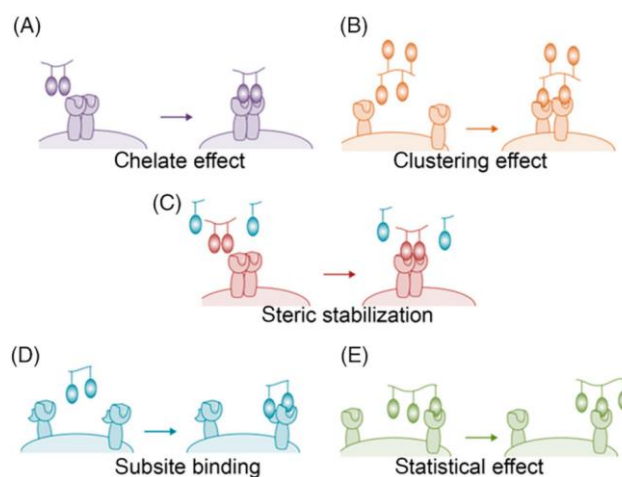 (A)
Chelate effect
(B)
Clustering effect
(C)
Steric stabilization
(D)
Subsite binding
(E)
Statistical effect